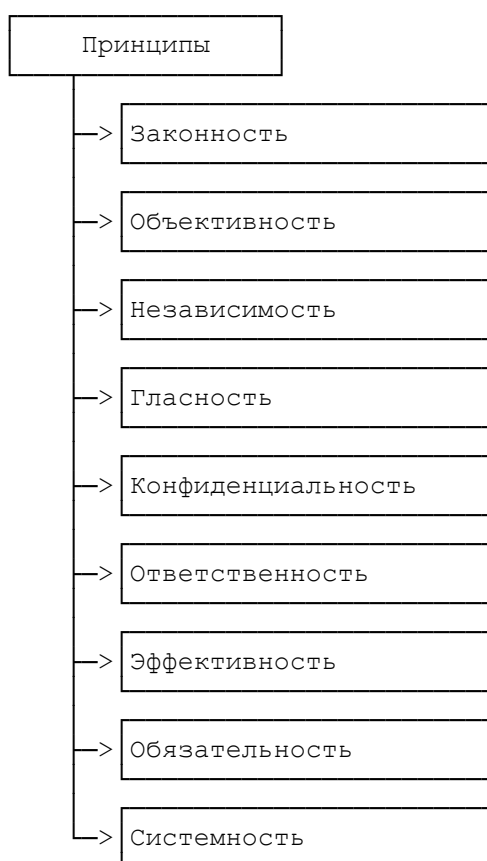 Принципы
Законность
Объективность
Независимость
Гласность
Конфиденциальность
Ответственность
Эффективность
Обязательность
Системность